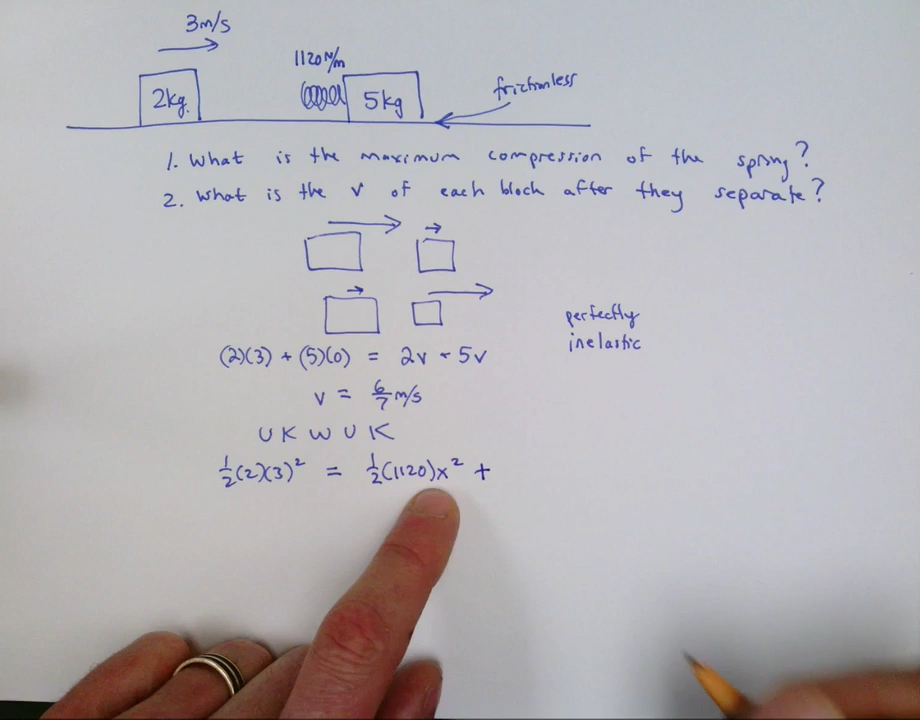 3m/s
1120 N/m
2kg.
5kg
frictionless
1. What is the maximum compression of the spring?
2. What is the v of each block after they separate?
perfectly
inelastic
(2)(3) + (5)(0) = 2v + 5v
v = 6/7 m/s
U K W U K
½(2)(3)² = ½(1120)x² +